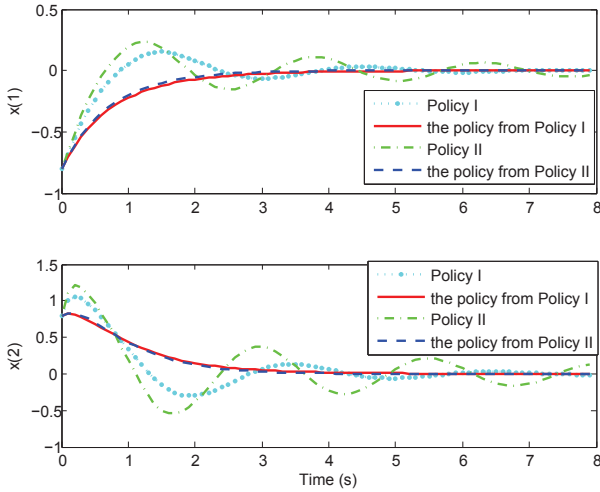 0.5
0
−0.5
−1
x(1)
0 1 2 3 4 5 6 7 8
Policy I
the policy from Policy I
Policy II
the policy from Policy II
1.5
1
0.5
0
−0.5
−1
x(2)
0 1 2 3 4 5 6 7 8
Time (s)
Policy I
the policy from Policy I
Policy II
the policy from Policy II